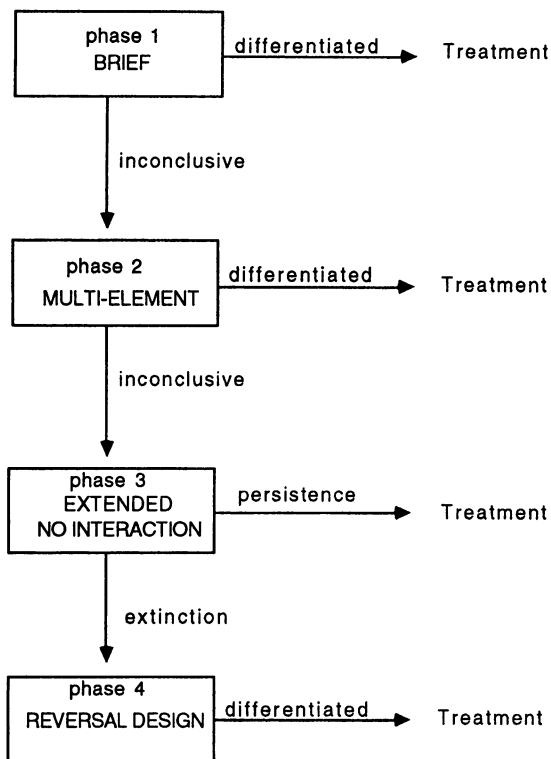 phase 1
BRIEF
differentiated
Treatment
inconclusive
phase 2
MULTI-ELEMENT
differentiated
Treatment
inconclusive
phase 3
EXTENDED
NO INTERACTION
persistence
Treatment
extinction
phase 4
REVERSAL DESIGN
differentiated
Treatment